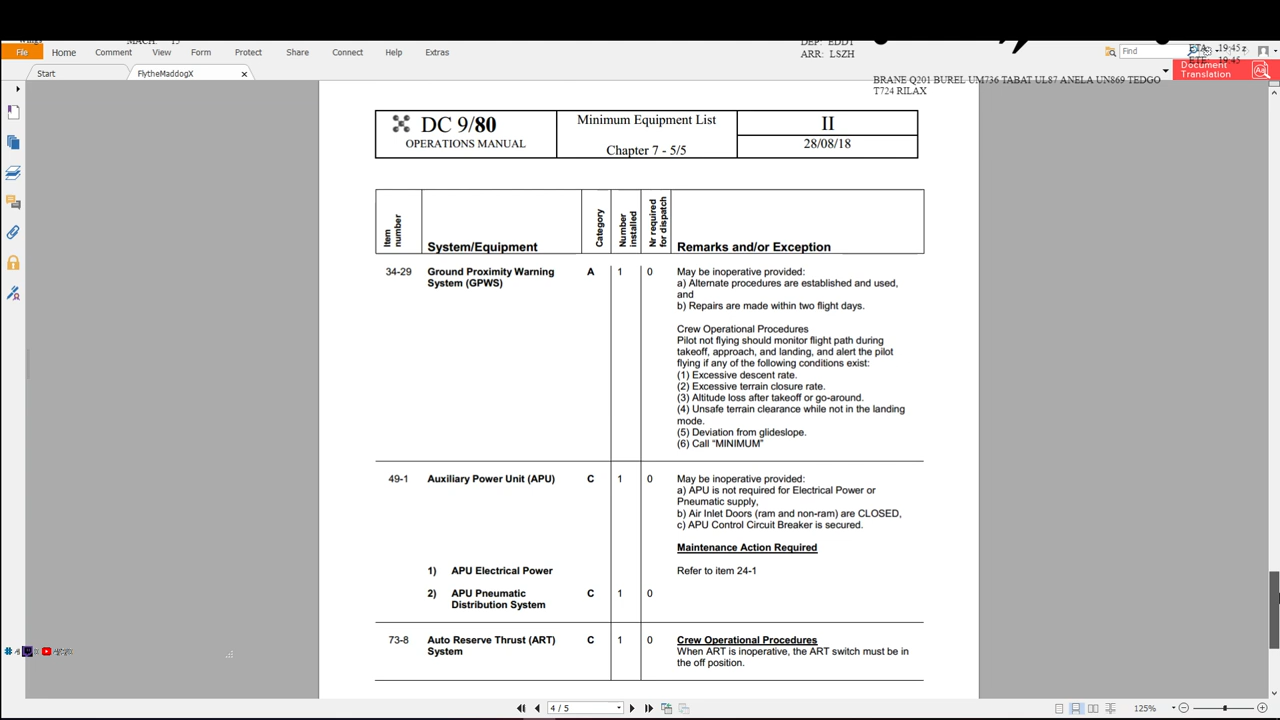 MACH:
DEP: EDDT
ARR: LSZH
ETA: 19:45 z
ETE: 19:45
File Home Comment View Form Protect Share Connect Help Extras Find
Start FlytheMaddogX
Document
Translation
BRANE Q201 BUREL UM736 TABAT UL87 ANELA UN869 TEDGO
T724 RILAX
DC 9/80
OPERATIONS MANUAL
Minimum Equipment List
Chapter 7 - 5/5
II
28/08/18
Item number
System/Equipment
Category
Number installed
Nr required for dispatch
Remarks and/or Exception
34-29 Ground Proximity Warning A 1 0 May be inoperative provided:
System (GPWS) a) Alternate procedures are established and used,
and
b) Repairs are made within two flight days.
Crew Operational Procedures
Pilot not flying should monitor flight path during
takeoff, approach, and landing, and alert the pilot
flying if any of the following conditions exist:
(1) Excessive descent rate.
(2) Excessive terrain closure rate.
(3) Altitude loss after takeoff or go-around.
(4) Unsafe terrain clearance while not in the landing
mode.
(5) Deviation from glideslope.
(6) Call “MINIMUM”
49-1 Auxiliary Power Unit (APU) C 1 0 May be inoperative provided:
a) APU is not required for Electrical Power or
Pneumatic supply,
b) Air Inlet Doors (ram and non-ram) are CLOSED,
c) APU Control Circuit Breaker is secured.
Maintenance Action Required
1) APU Electrical Power Refer to item 24-1
2) APU Pneumatic C 1 0
Distribution System
73-8 Auto Reserve Thrust (ART) C 1 0 Crew Operational Procedures
System When ART is inoperative, the ART switch must be in
the off position.
4 / 5
125%